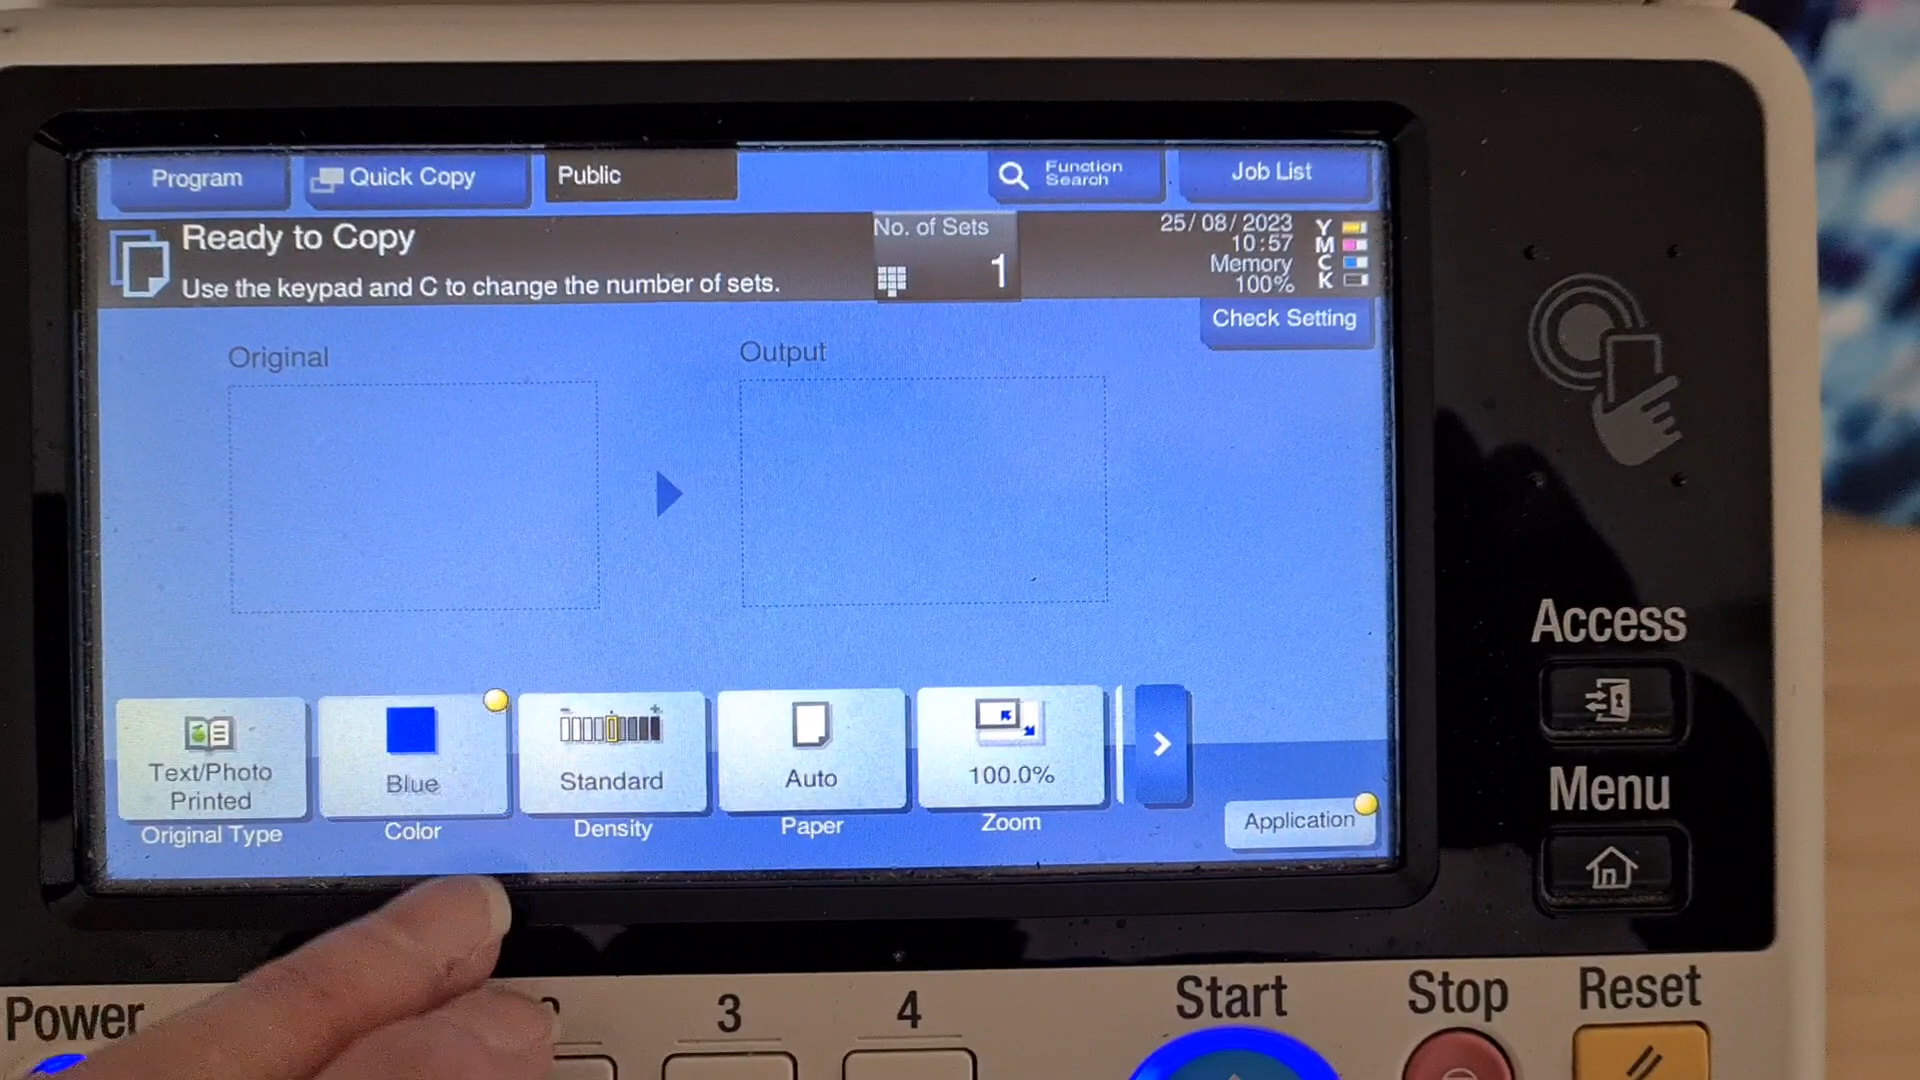 Program
Quick Copy
Public
Function
Search
Job List
Ready to Copy
Use the keypad and C to change the number of sets.
No. of Sets
1
25/08/2023
10:57
Memory
100%
Y
M
C
K
Check Setting
Original
Output
Text/Photo
Printed
Original Type
Blue
Color
Standard
Density
Auto
Paper
100.0%
Zoom
Application
Access
Menu
Power
3
4
Start
Stop
Reset